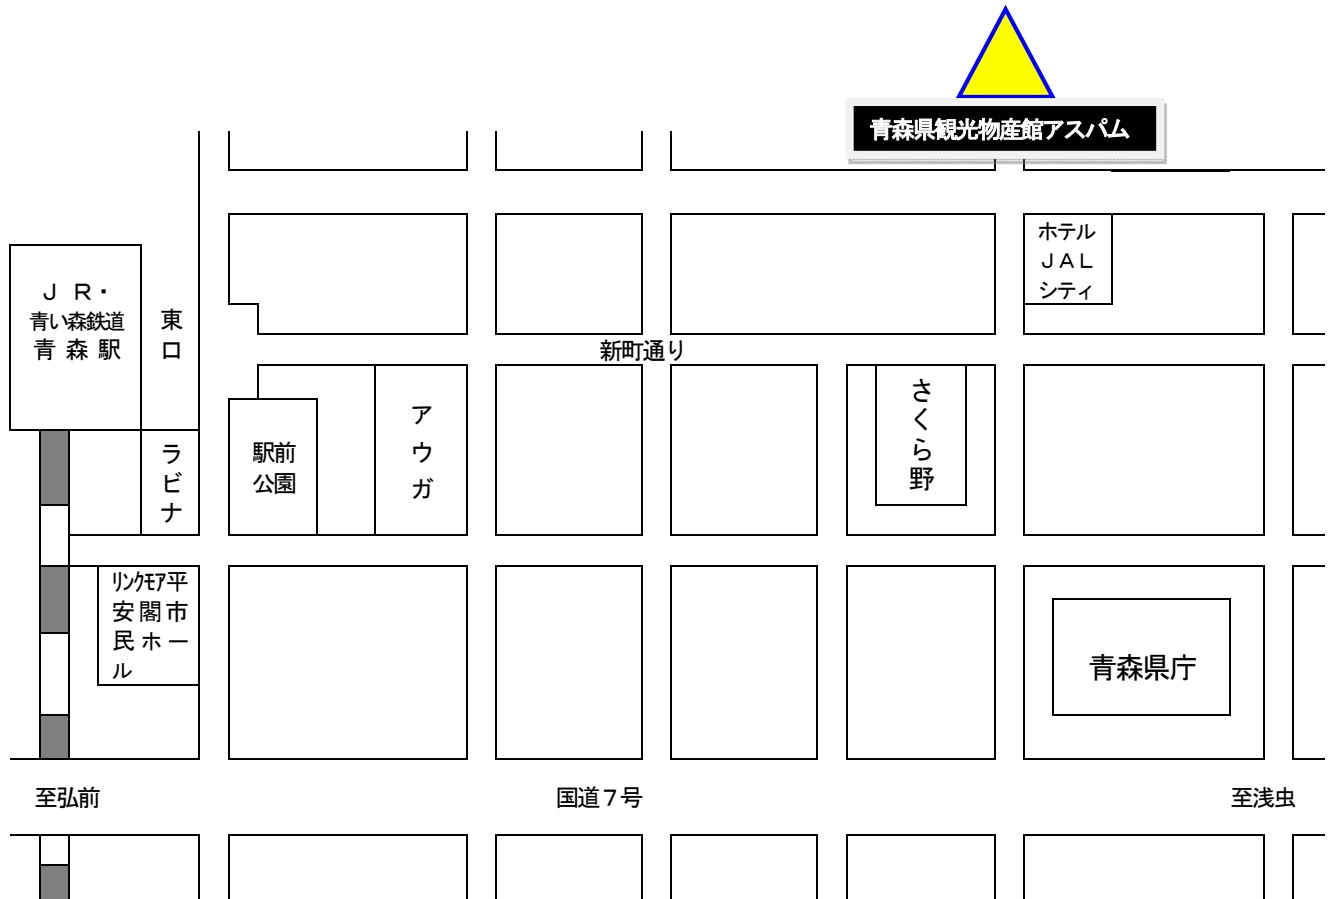 青森県観光物産館アスパム
ホテル
ＪＡＬ
シティ
Ｊ Ｒ・
青い森鉄道
青 森 駅
東
口
新町通り
さ
く
ら
野
ア
ウ
ガ
駅前
公園
ラ
ビ
ナ
ﾘﾝｸﾓｱ平
安閣市
民ホー
ル
青森県庁
至弘前
国道７号
至浅虫